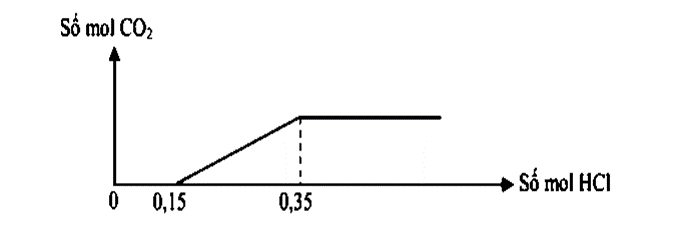 Số mol CO₂
Số mol HCl
0 0,15 0,35